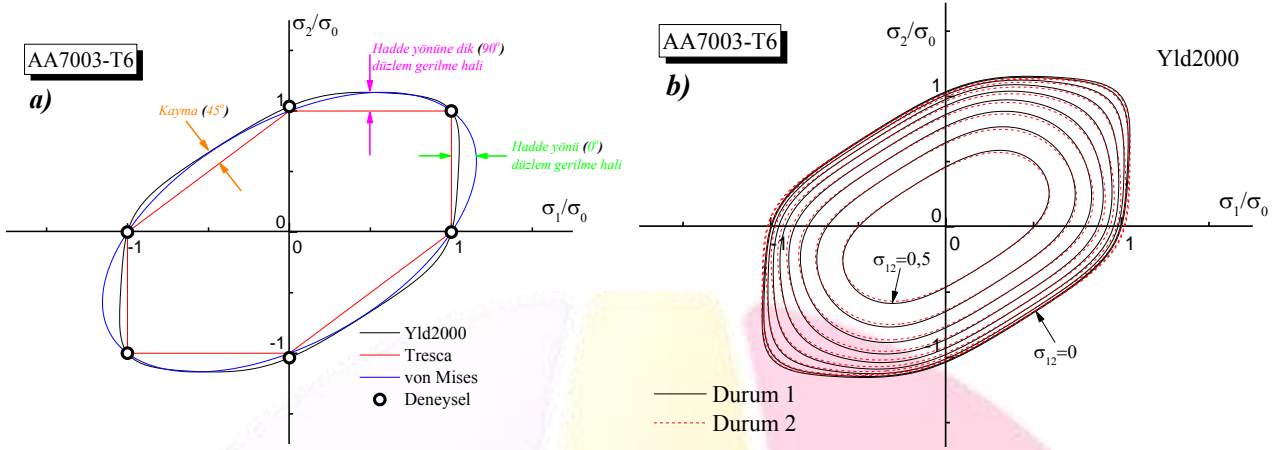 AA7003-T6
a)
σ₂/σ₀
Hadde yönüne dik (90°)
düzlem gerilme hali
Kayma (45°)
1
Hadde yönü (0°)
düzlem gerilme hali
σ₁/σ₀
0
-1
1
-1
Yld2000
Tresca
von Mises
Deneysel
AA7003-T6
b)
σ₂/σ₀
Yld2000
1
σ₁/σ₀
0
-1
1
σ₁₂=0,5
-1
σ₁₂=0
Durum 1
Durum 2